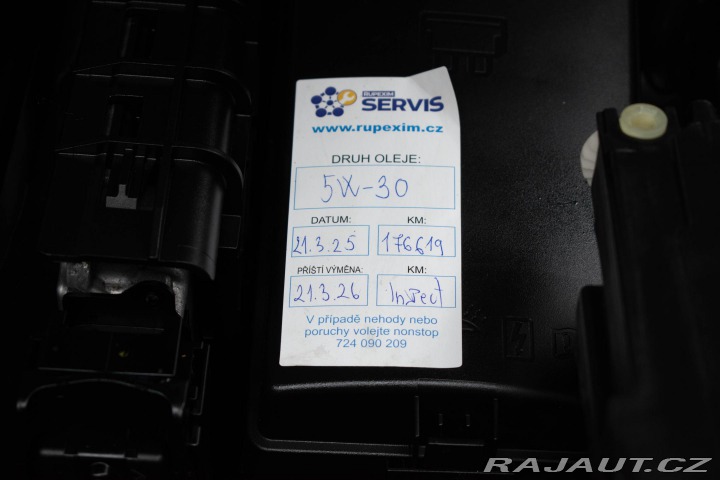 RUPEXIM
SERVIS
www.rupexim.cz
DRUH OLEJE:
5W-30
DATUM: KM:
21.3.25 176619
PŘÍŠTÍ VÝMĚNA: KM:
21.3.26 Inspect
V případě nehody nebo
poruchy volejte nonstop
724 090 209
RAJAUT.CZ